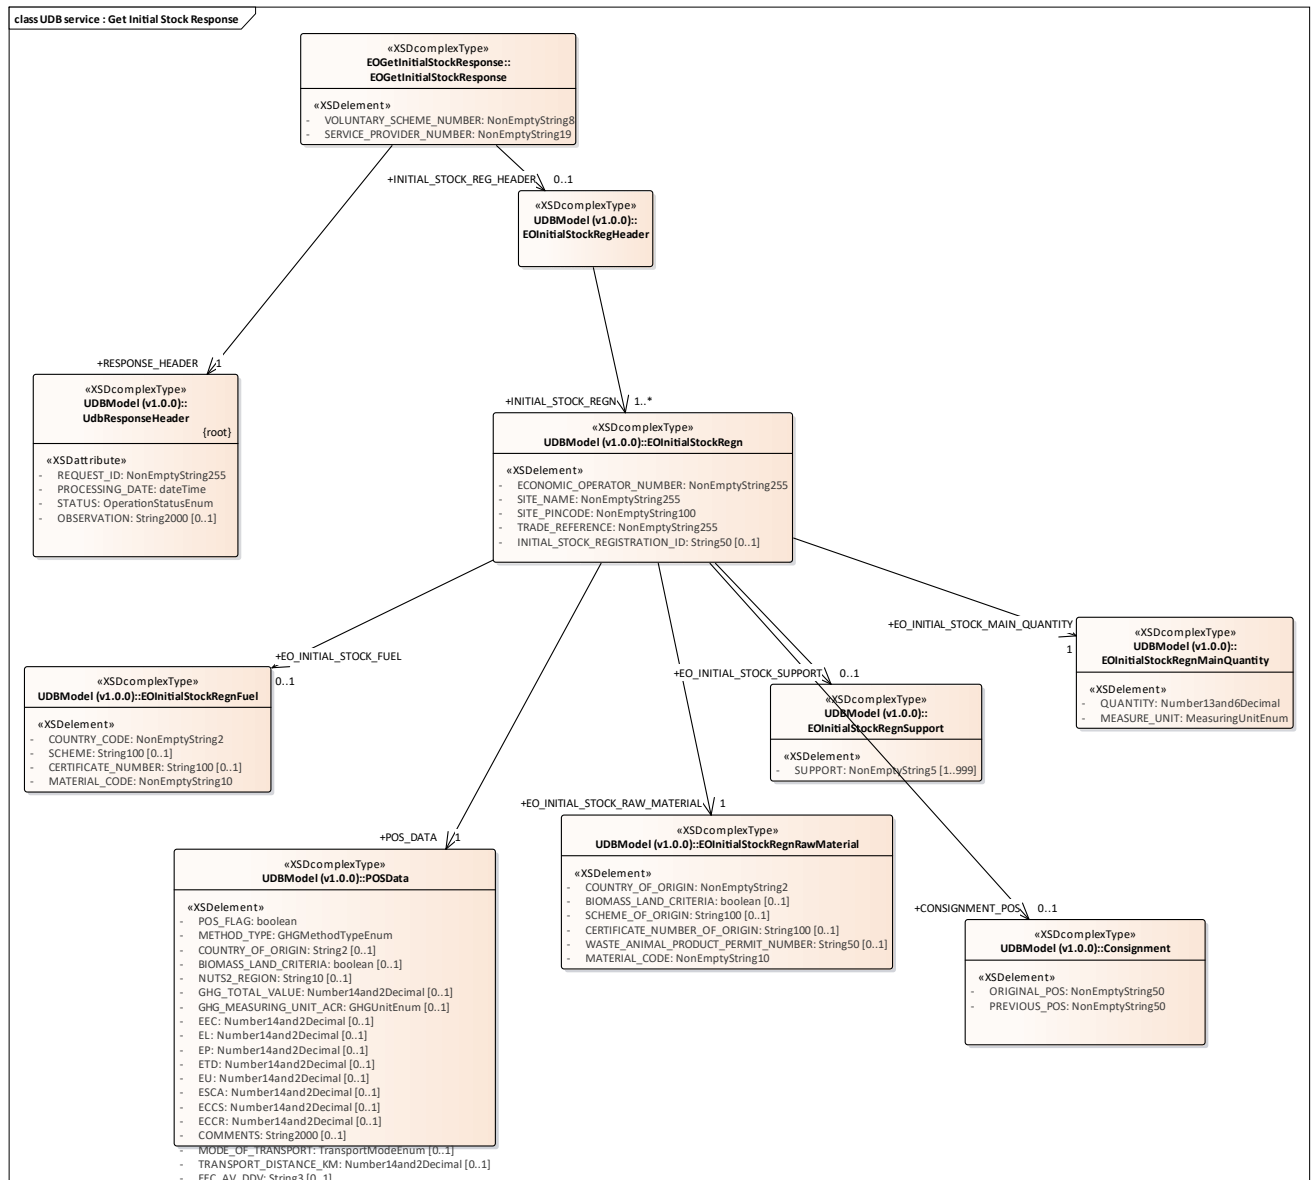 class UDB service : Get Initial Stock Response
«XSDcomplexType»
EOGetInitialStockResponse::
EOGetInitialStockResponse
«XSDelement»
- VOLUNTARY_SCHEME_NUMBER: NonEmptyString8
- SERVICE_PROVIDER_NUMBER: NonEmptyString19
+INITIAL_STOCK_REG_HEADER 0..1
«XSDcomplexType»
UDBModel (v1.0.0)::
EOInitialStockRegHeader
+RESPONSE_HEADER 1
«XSDcomplexType»
UDBModel (v1.0.0)::
UdbResponseHeader
{root}
«XSDattribute»
- REQUEST_ID: NonEmptyString255
- PROCESSING_DATE: dateTime
- STATUS: OperationStatusEnum
- OBSERVATION: String2000 [0..1]
+INITIAL_STOCK_REGN 1..*
«XSDcomplexType»
UDBModel (v1.0.0)::EOInitialStockRegn
«XSDelement»
- ECONOMIC_OPERATOR_NUMBER: NonEmptyString255
- SITE_NAME: NonEmptyString255
- SITE_PINCODE: NonEmptyString100
- TRADE_REFERENCE: NonEmptyString255
- INITIAL_STOCK_REGISTRATION_ID: String50 [0..1]
+EO_INITIAL_STOCK_MAIN_QUANTITY
1
«XSDcomplexType»
UDBModel (v1.0.0)::
EOInitialStockRegnMainQuantity
«XSDelement»
- QUANTITY: Number13and6Decimal
- MEASURE_UNIT: MeasuringUnitEnum
+EO_INITIAL_STOCK_FUEL
0..1
«XSDcomplexType»
UDBModel (v1.0.0)::EOInitialStockRegnFuel
«XSDelement»
- COUNTRY_CODE: NonEmptyString2
- SCHEME: String100 [0..1]
- CERTIFICATE_NUMBER: String100 [0..1]
- MATERIAL_CODE: NonEmptyString10
+EO_INITIAL_STOCK_SUPPORT 0..1
«XSDcomplexType»
UDBModel (v1.0.0)::
EOInitialStockRegnSupport
«XSDelement»
- SUPPORT: NonEmptyString5 [1..999]
+EO_INITIAL_STOCK_RAW_MATERIAL 1
«XSDcomplexType»
UDBModel (v1.0.0)::EOInitialStockRegnRawMaterial
«XSDelement»
- COUNTRY_OF_ORIGIN: NonEmptyString2
- BIOMASS_LAND_CRITERIA: boolean [0..1]
- SCHEME_OF_ORIGIN: String100 [0..1]
- CERTIFICATE_NUMBER_OF_ORIGIN: String100 [0..1]
- WASTE_ANIMAL_PRODUCT_PERMIT_NUMBER: String50 [0..1]
- MATERIAL_CODE: NonEmptyString10
+POS_DATA 1
«XSDcomplexType»
UDBModel (v1.0.0)::POSData
«XSDelement»
- POS_FLAG: boolean
- METHOD_TYPE: GHGMethodTypeEnum
- COUNTRY_OF_ORIGIN: String2 [0..1]
- BIOMASS_LAND_CRITERIA: boolean [0..1]
- NUTS2_REGION: String10 [0..1]
- GHG_TOTAL_VALUE: Number14and2Decimal [0..1]
- GHG_MEASURING_UNIT_ACR: GHGUnitEnum [0..1]
- EEC: Number14and2Decimal [0..1]
- EL: Number14and2Decimal [0..1]
- EP: Number14and2Decimal [0..1]
- ETD: Number14and2Decimal [0..1]
- EU: Number14and2Decimal [0..1]
- ESCA: Number14and2Decimal [0..1]
- ECCS: Number14and2Decimal [0..1]
- ECCR: Number14and2Decimal [0..1]
- COMMENTS: String2000 [0..1]
- MODE_OF_TRANSPORT: TransportModeEnum [0..1]
- TRANSPORT_DISTANCE_KM: Number14and2Decimal [0..1]
- EEC_AV_DDV: String3 [0..1]
+CONSIGNMENT_POS 0..1
«XSDcomplexType»
UDBModel (v1.0.0)::Consignment
«XSDelement»
- ORIGINAL_POS: NonEmptyString50
- PREVIOUS_POS: NonEmptyString50